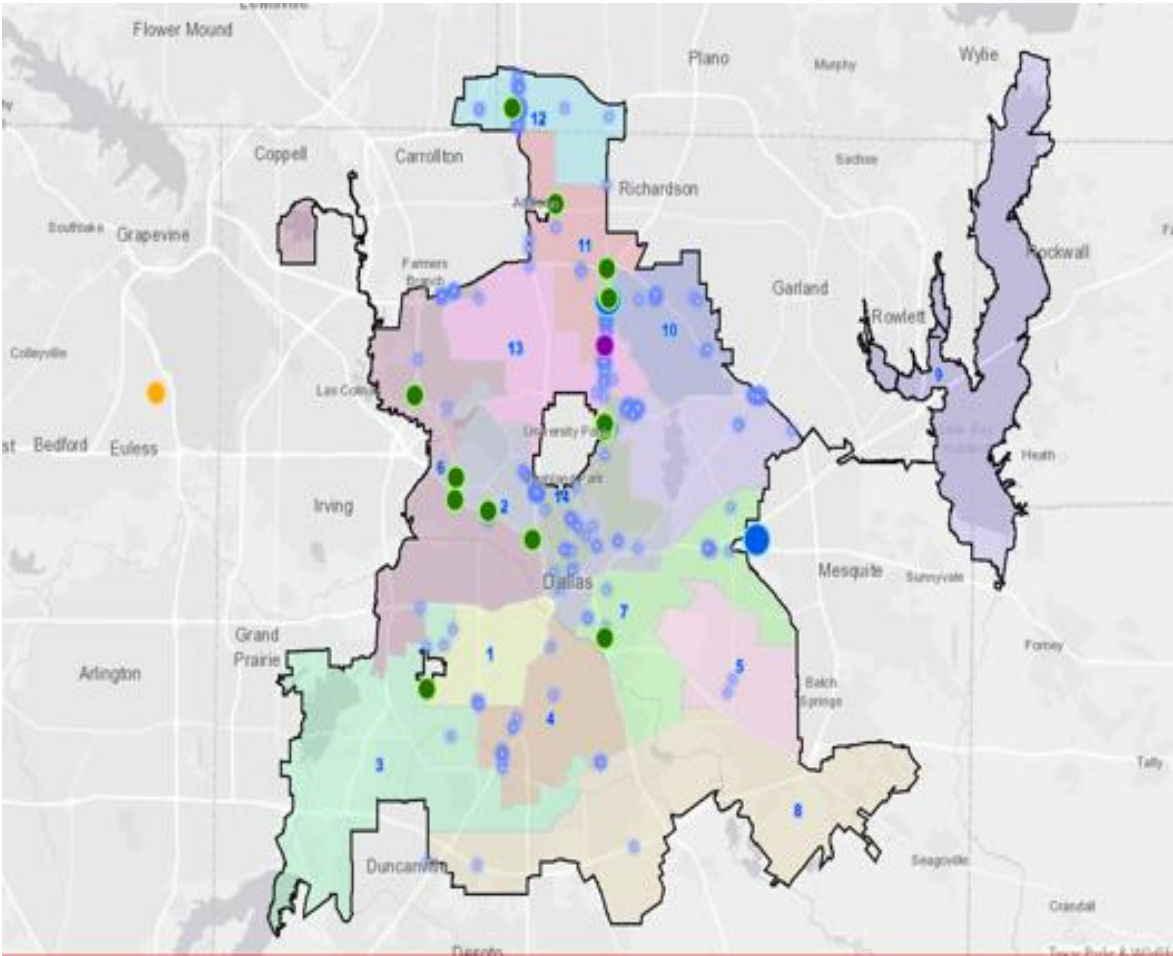 Flower Mound
Plano
Murphy
Wylie
12
Coppell
Carrollton
Sachse
Richardson
Southlake
Grapevine
11
Rockwall
Farmers
Branch
Garland
Rowlett
10
13
Colleyville
9
Las Colinas
University Park
Bedford
Euless
Heath
6
Highland Park
14
Irving
2
Mesquite
Sunnyvale
Dallas
7
Grand
Prairie
Forney
1
5
Arlington
Balch
Springs
4
3
Talty
8
Duncanville
Seagoville
Crandall